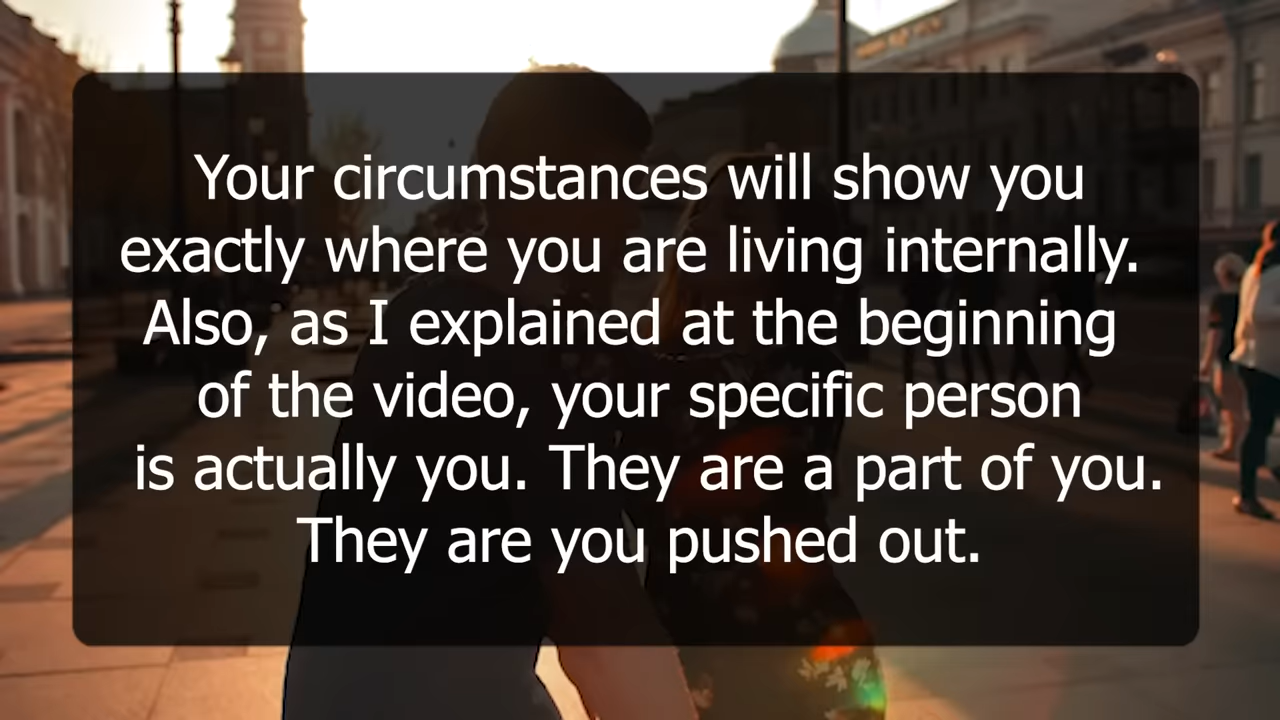 Your circumstances will show you
exactly where you are living internally.
Also, as I explained at the beginning
of the video, your specific person
is actually you. They are a part of you.
They are you pushed out.